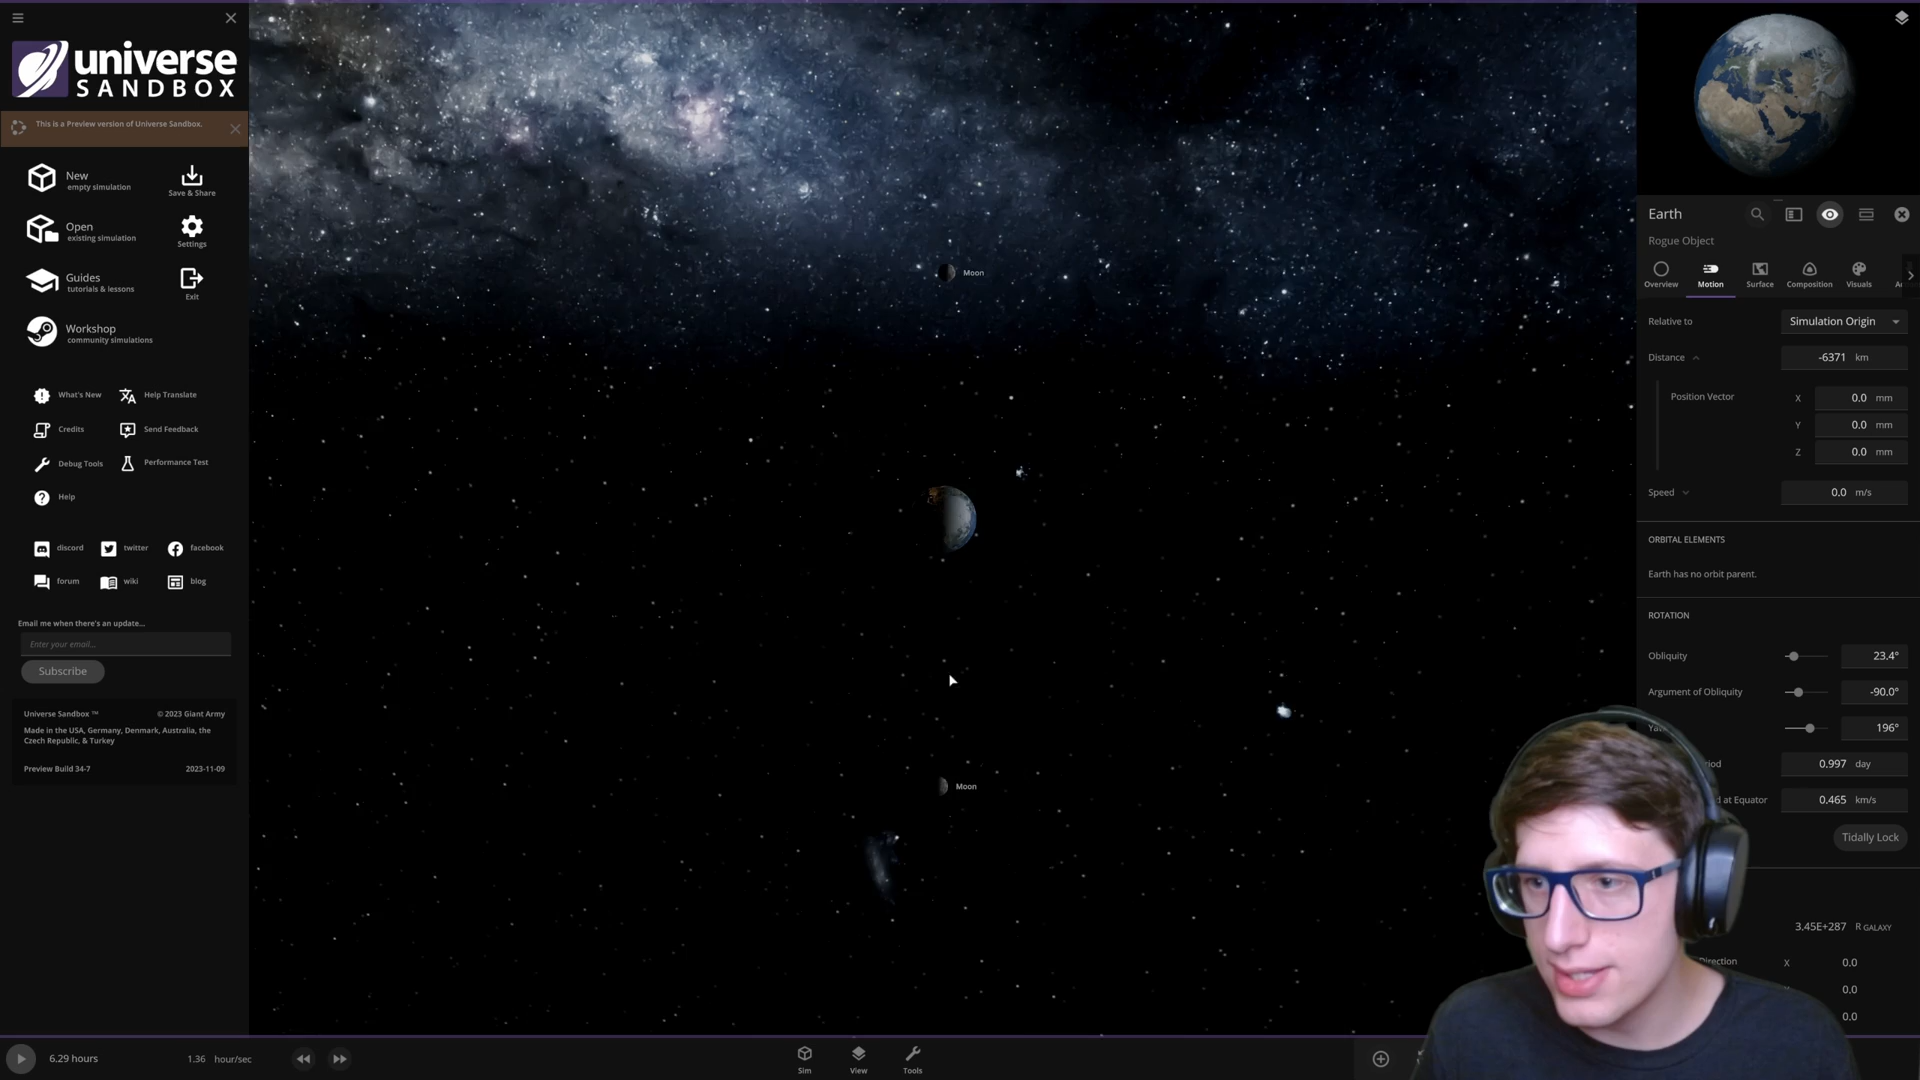 universe
SANDBOX
This is a Preview version of Universe Sandbox.
New
empty simulation
Save & Share
Open
existing simulation
Settings
Guides
tutorials & lessons
Exit
Workshop
community simulations
What's New
Help Translate
Credits
Send Feedback
Debug Tools
Performance Test
Help
discord
twitter
facebook
forum
wiki
blog
Email me when there's an update...
Enter your email...
Subscribe
Universe Sandbox ™
© 2023 Giant Army
Made in the USA, Germany, Denmark, Australia, the
Czech Republic, & Turkey
Preview Build 34-7
2023-11-09
Moon
Moon
Earth
Rogue Object
Overview
Motion
Surface
Composition
Visuals
Relative to
Simulation Origin
Distance
-6371 km
Position Vector
X 0.0 mm
Y 0.0 mm
Z 0.0 mm
Speed
0.0 m/s
ORBITAL ELEMENTS
Earth has no orbit parent.
ROTATION
Obliquity
23.4°
Argument of Obliquity
-90.0°
196°
0.997 day
at Equator
0.465 km/s
Tidally Lock
3.45E+287 R GALAXY
Direction
X 0.0
0.0
0.0
6.29 hours
1.36 hour/sec
Sim
View
Tools